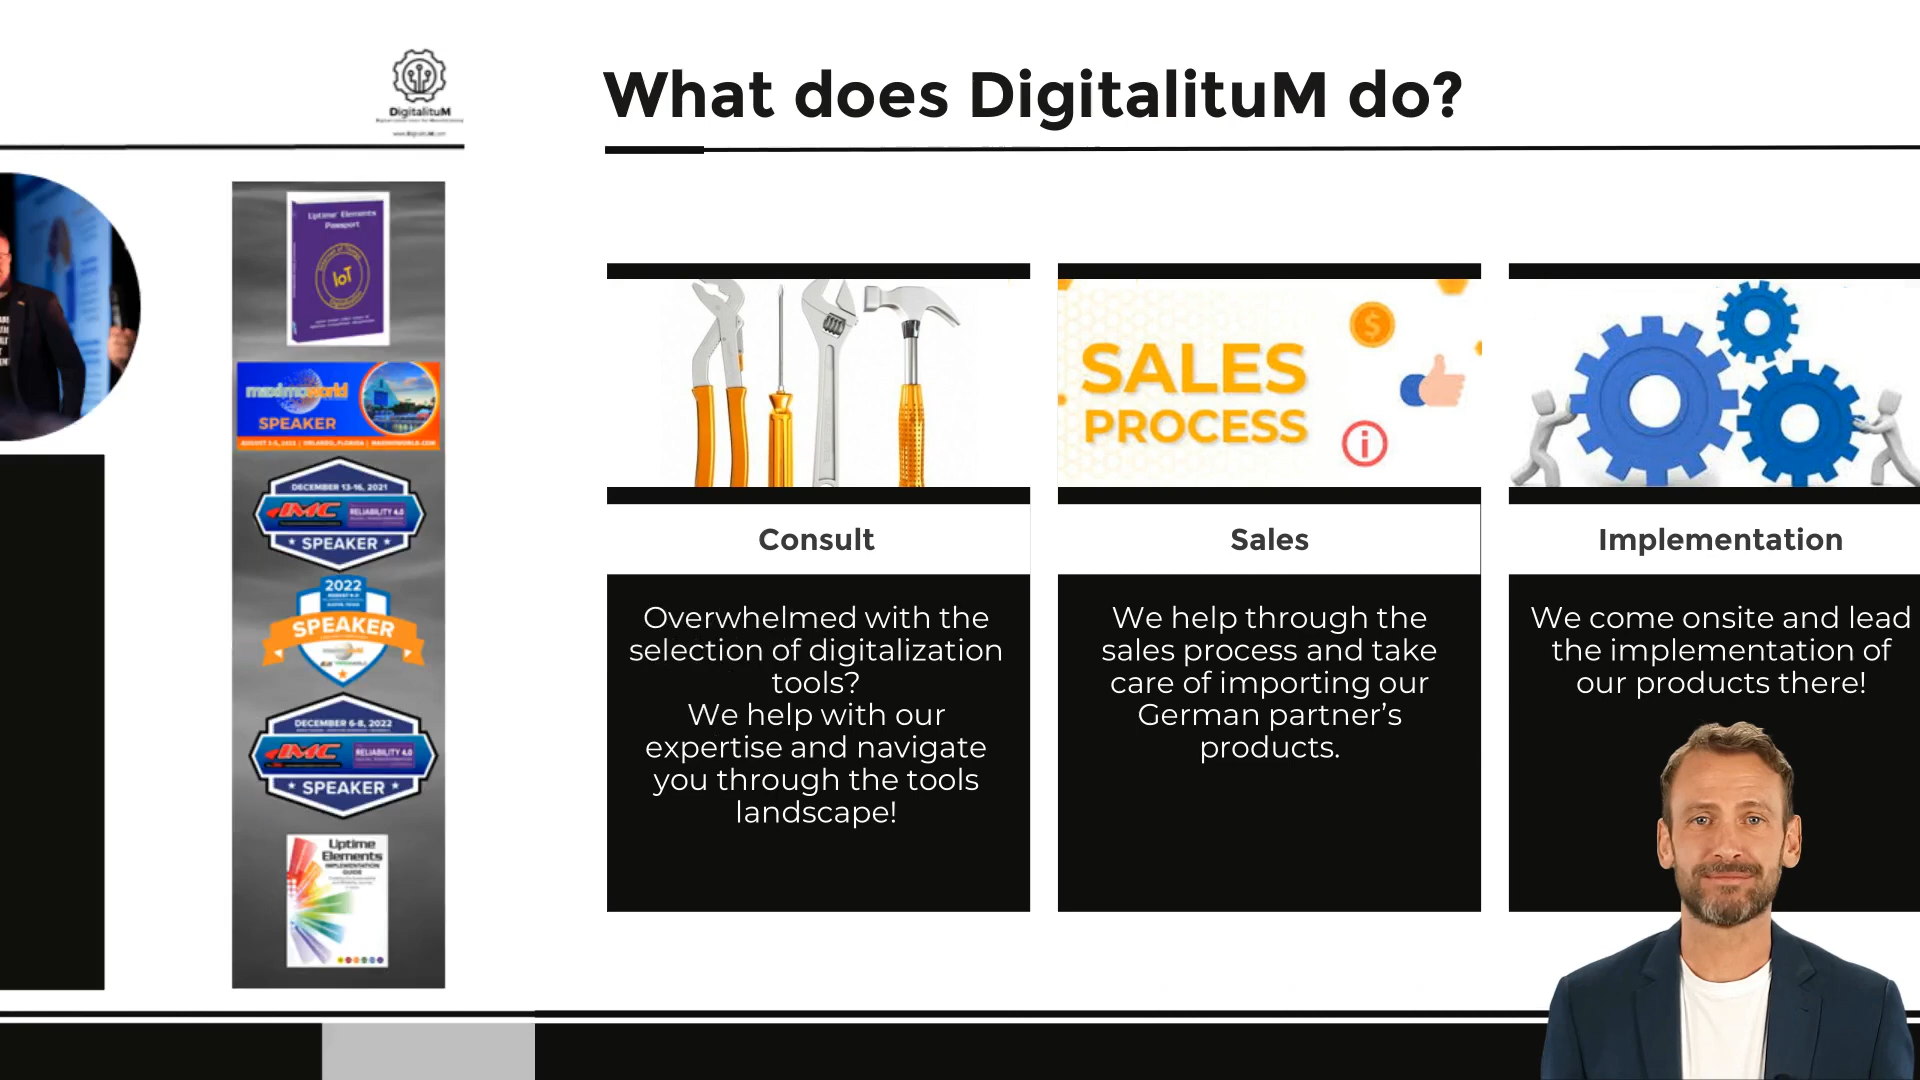 DigitalituM
What does DigitalituM do?
Uptime Elements
Passport
IoT
maximoworld
SPEAKER
AUGUST 2-5, 2022 | ORLANDO, FLORIDA | MAXIMOWORLD.COM
DECEMBER 13-16, 2021
IMC
RELIABILITY 4.0
SPEAKER
2022
SPEAKER
DECEMBER 6-8, 2022
IMC
RELIABILITY 4.0
SPEAKER
Uptime
Elements
IMPLEMENTATION
GUIDE
SALES
PROCESS
Consult
Overwhelmed with the
selection of digitalization
tools?
We help with our
expertise and navigate
you through the tools
landscape!
Sales
We help through the
sales process and take
care of importing our
German partner’s
products.
Implementation
We come onsite and lead
the implementation of
our products there!